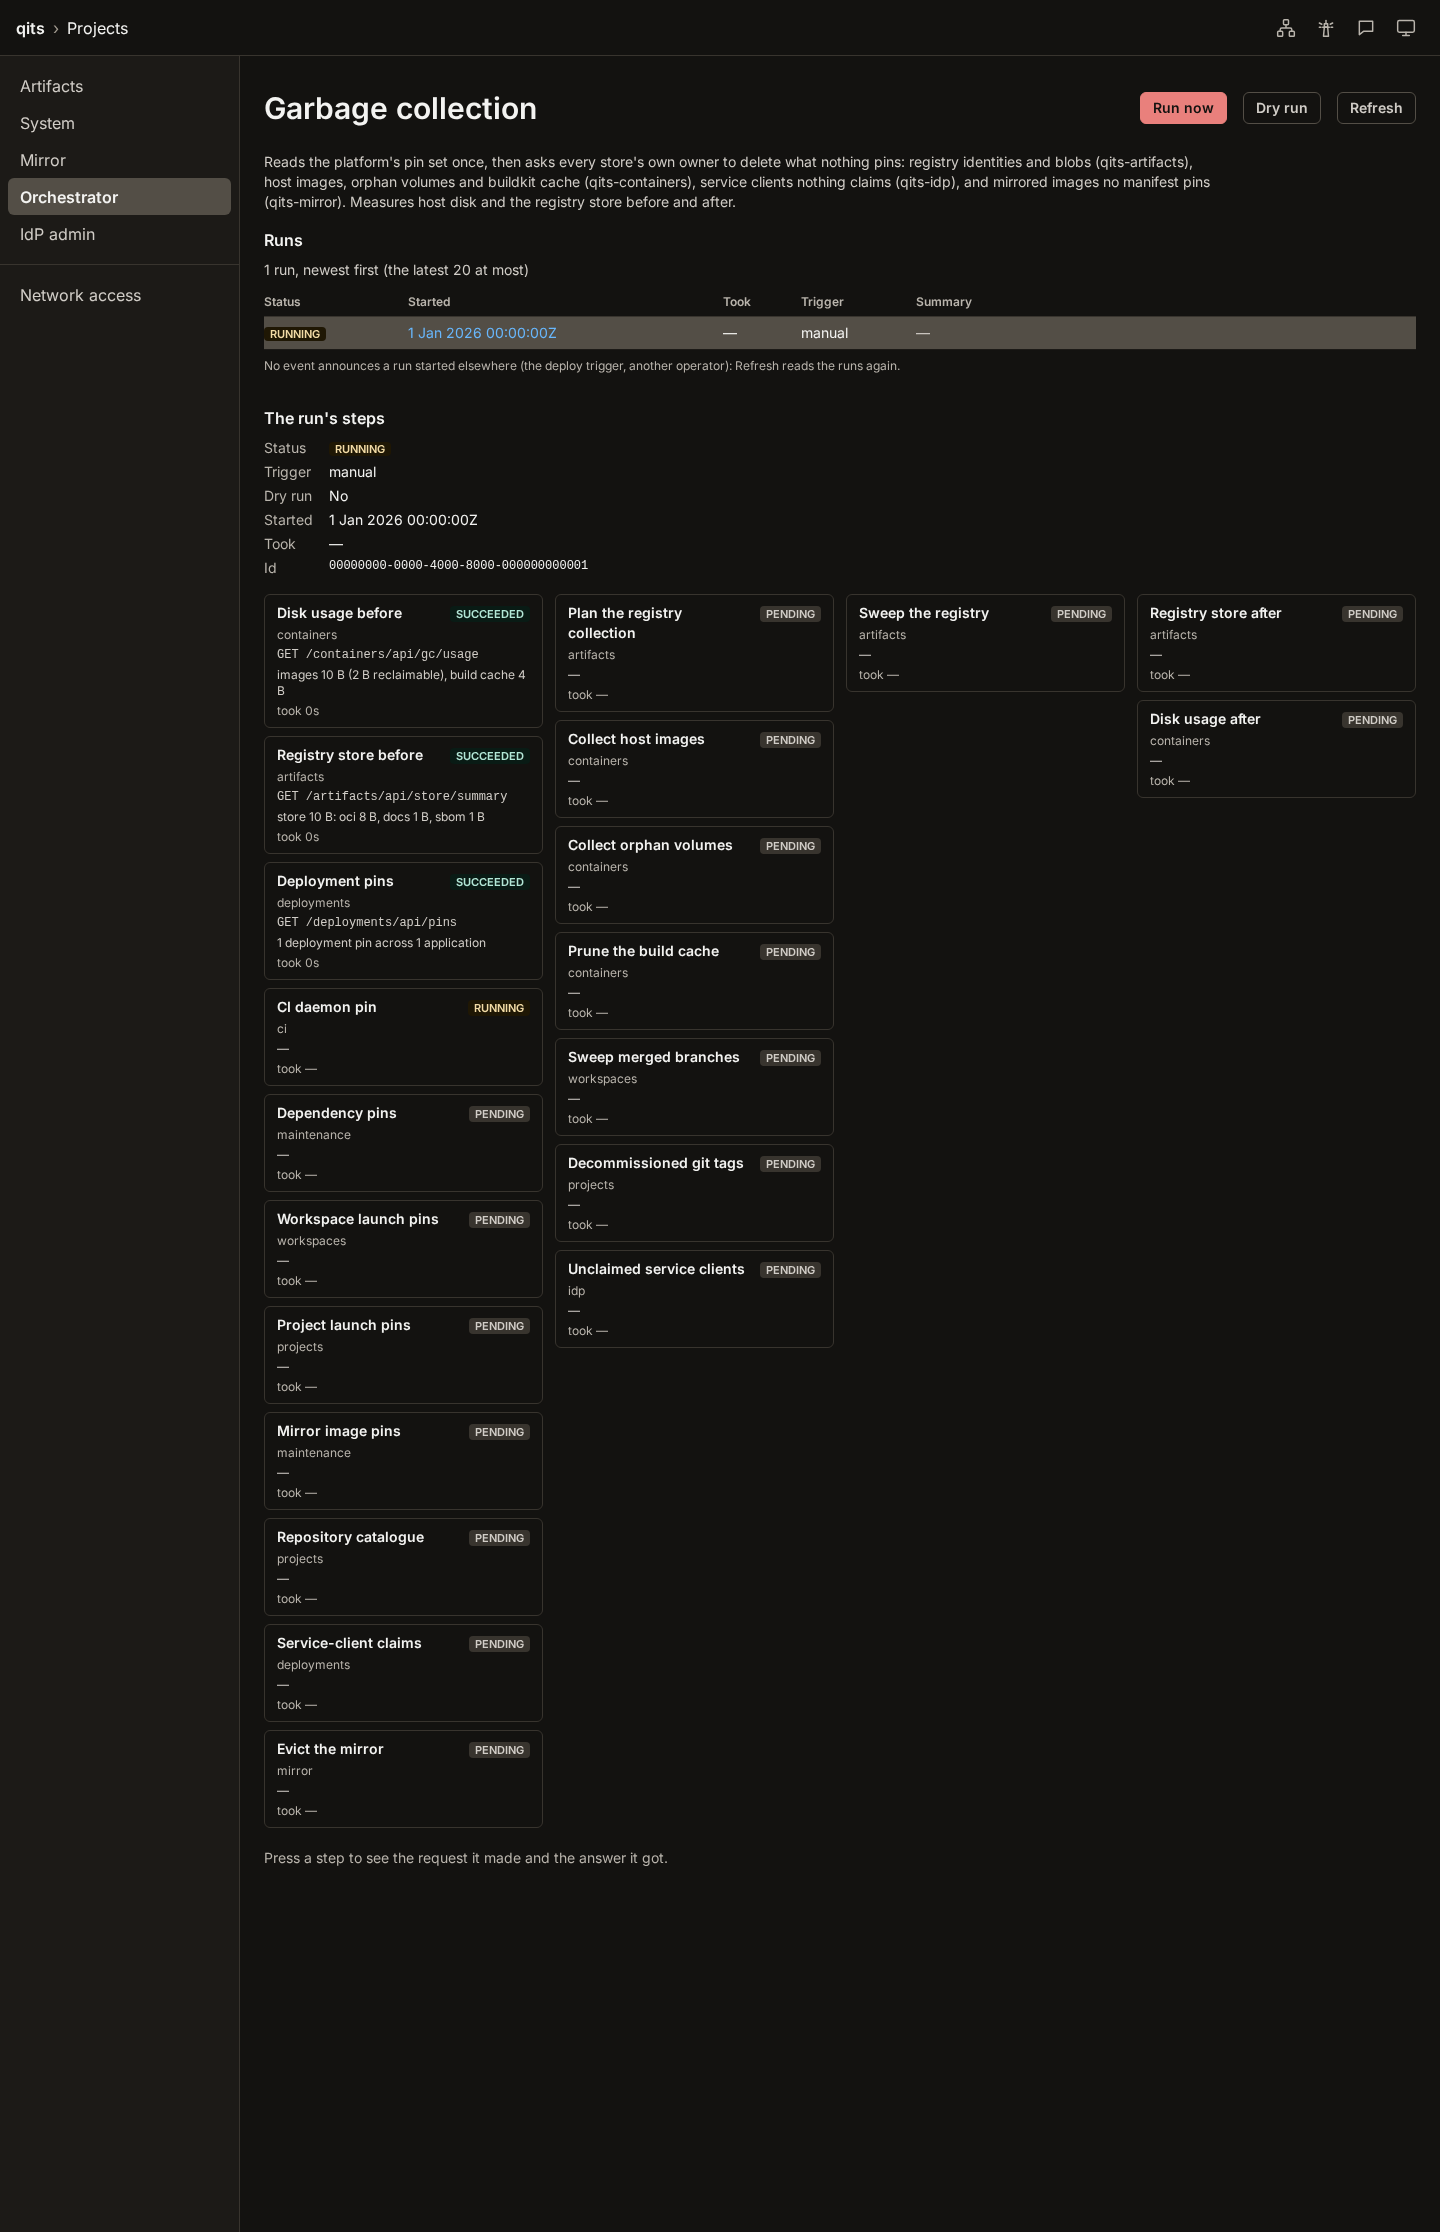 qits › Projects
Artifacts
System
Mirror
Orchestrator
IdP admin
Network access
Garbage collection
Run now
Dry run
Refresh
Reads the platform's pin set once, then asks every store's own owner to delete what nothing pins: registry identities and blobs (qits-artifacts),
host images, orphan volumes and buildkit cache (qits-containers), service clients nothing claims (qits-idp), and mirrored images no manifest pins
(qits-mirror). Measures host disk and the registry store before and after.
Runs
1 run, newest first (the latest 20 at most)
Status Started Took Trigger Summary
RUNNING 1 Jan 2026 00:00:00Z — manual —
No event announces a run started elsewhere (the deploy trigger, another operator): Refresh reads the runs again.
The run's steps
Status RUNNING
Trigger manual
Dry run No
Started 1 Jan 2026 00:00:00Z
Took —
Id 00000000-0000-4000-8000-000000000001
Disk usage before SUCCEEDED
containers
GET /containers/api/gc/usage
images 10 B (2 B reclaimable), build cache 4
B
took 0s
Registry store before SUCCEEDED
artifacts
GET /artifacts/api/store/summary
store 10 B: oci 8 B, docs 1 B, sbom 1 B
took 0s
Deployment pins SUCCEEDED
deployments
GET /deployments/api/pins
1 deployment pin across 1 application
took 0s
CI daemon pin RUNNING
ci
—
took —
Dependency pins PENDING
maintenance
—
took —
Workspace launch pins PENDING
workspaces
—
took —
Project launch pins PENDING
projects
—
took —
Mirror image pins PENDING
maintenance
—
took —
Repository catalogue PENDING
projects
—
took —
Service-client claims PENDING
deployments
—
took —
Evict the mirror PENDING
mirror
—
took —
Plan the registry PENDING
collection
artifacts
—
took —
Collect host images PENDING
containers
—
took —
Collect orphan volumes PENDING
containers
—
took —
Prune the build cache PENDING
containers
—
took —
Sweep merged branches PENDING
workspaces
—
took —
Decommissioned git tags PENDING
projects
—
took —
Unclaimed service clients PENDING
idp
—
took —
Sweep the registry PENDING
artifacts
—
took —
Registry store after PENDING
artifacts
—
took —
Disk usage after PENDING
containers
—
took —
Press a step to see the request it made and the answer it got.